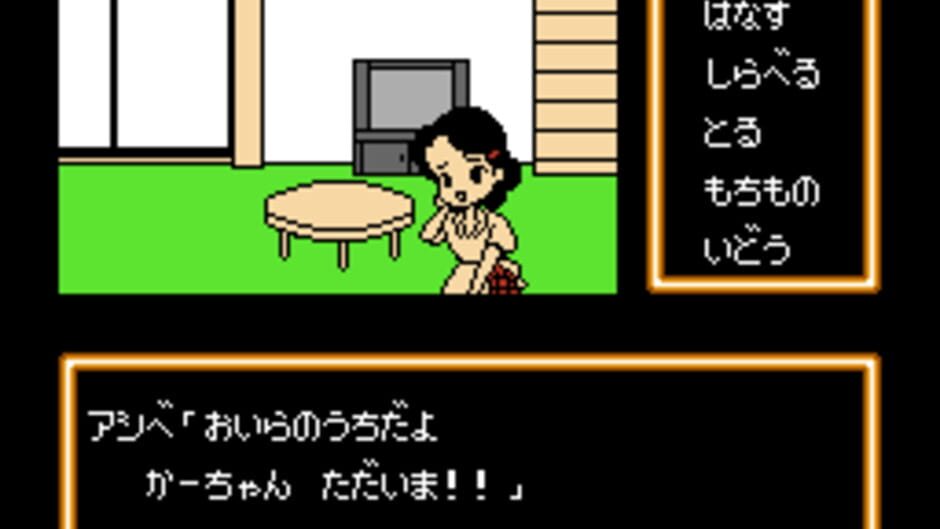 はなす
しらべる
とる
もちもの
いどう
アシベ「おいらのうちだよ
かーちゃん ただいま!!」